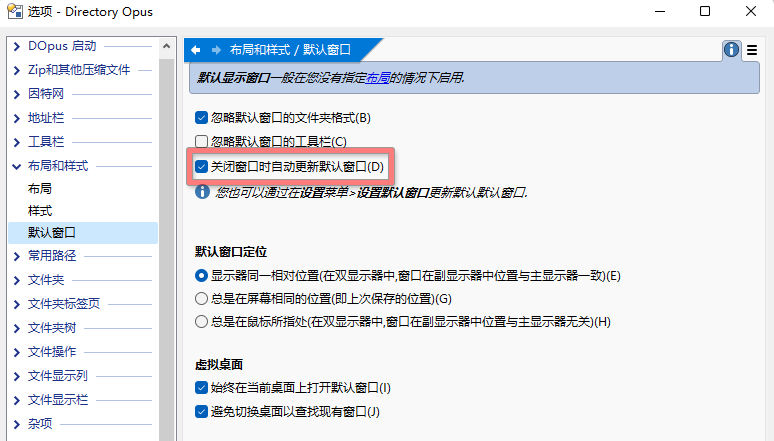 选项 - Directory Opus
DOpus 启动
Zip和其他压缩文件
因特网
地址栏
工具栏
布局和样式
布局
样式
默认窗口
常用路径
文件夹
文件夹标签页
文件夹树
文件操作
文件显示列
文件显示栏
杂项
布局和样式 / 默认窗口
默认显示窗口一般在您没有指定布局的情况下启用.
忽略默认窗口的文件夹格式(B)
忽略默认窗口的工具栏(C)
关闭窗口时自动更新默认窗口(D)
您也可以通过在设置菜单>设置默认窗口更新默认默认窗口.
默认窗口定位
显示器同一相对位置(在双显示器中,窗口在副显示器中位置与主显示器一致)(E)
总是在屏幕相同的位置(即上次保存的位置)(G)
总是在鼠标所指处(在双显示器中,窗口在副显示器中位置与主显示器无关)(H)
虚拟桌面
始终在当前桌面上打开默认窗口(I)
避免切换桌面以查找现有窗口(J)